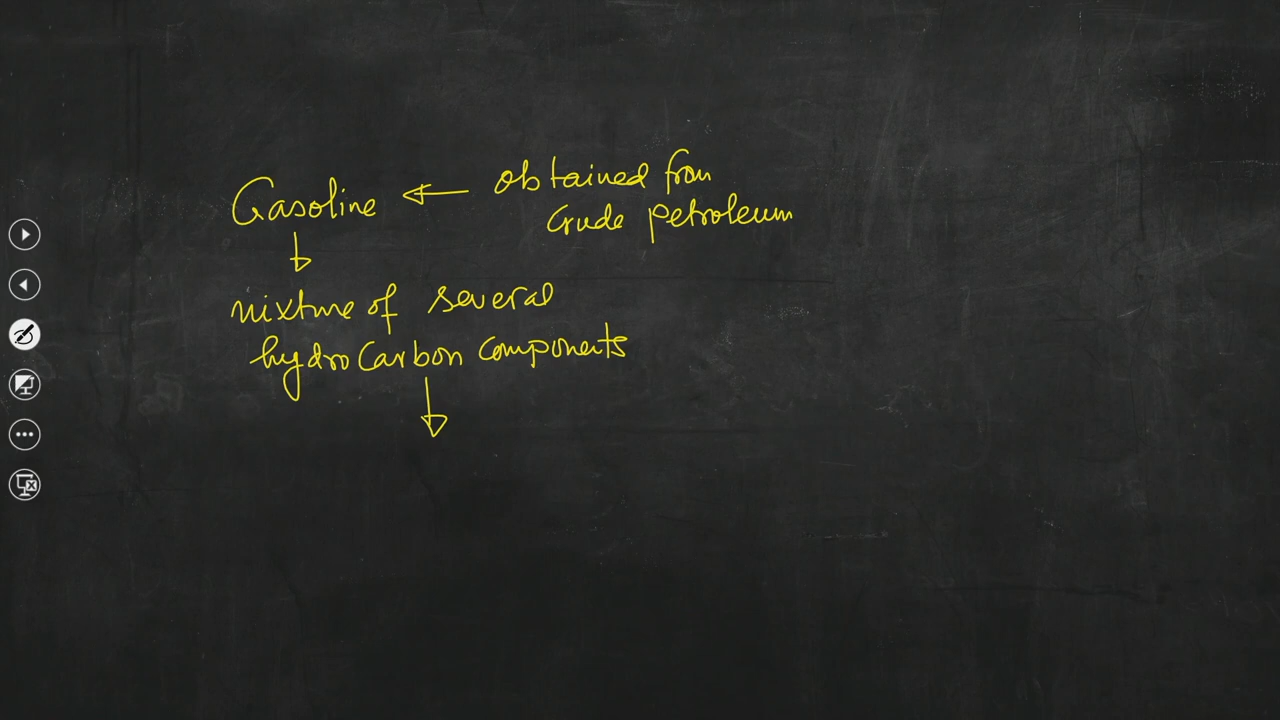 Gasoline ← obtained from
crude petroleum
↓
mixture of several
hydrocarbon components
↓